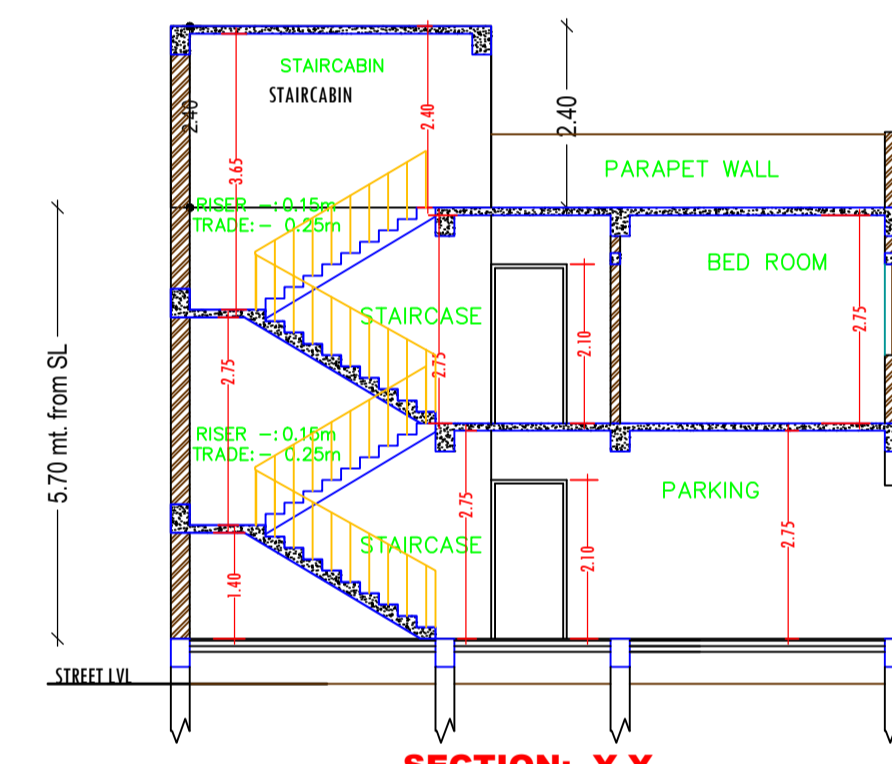 STAIRCABIN
STAIRCABIN
2.40
2.40
2.40
3.65
PARAPET WALL
RISER -:0.15m
TRADE:- 0.25m
BED ROOM
STAIRCASE
2.10
2.75
2.75
2.75
5.70 mt. from SL
RISER -:0.15m
TRADE:- 0.25m
PARKING
2.75
2.75
2.10
STAIRCASE
1.40
STREET LVL